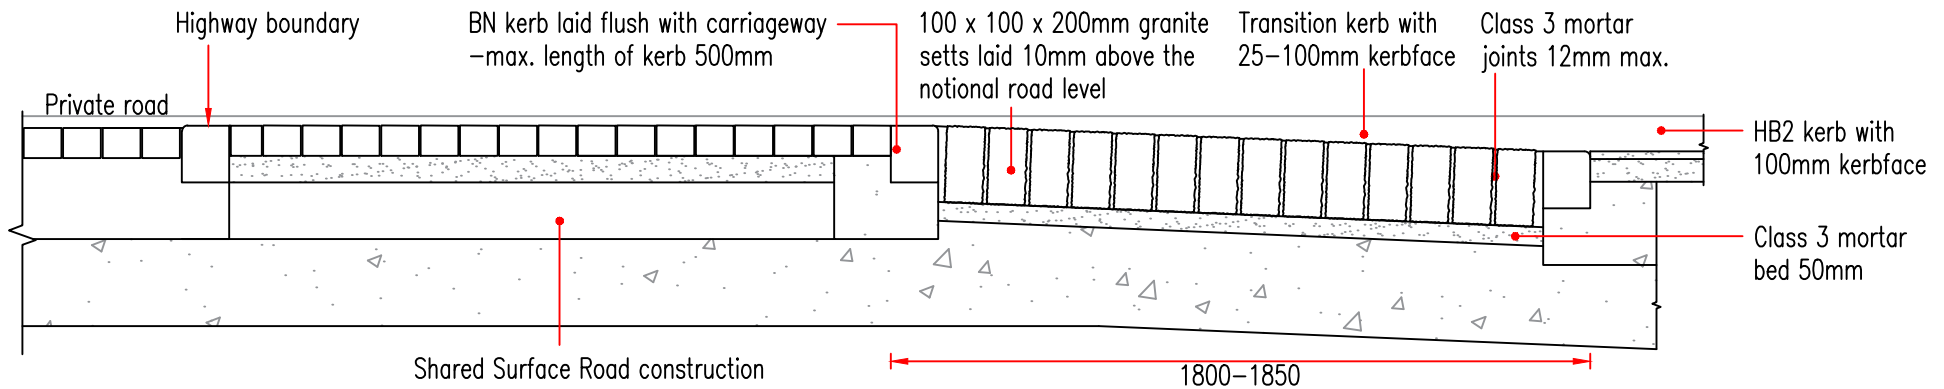 Highway boundary
BN kerb laid flush with carriageway
-max. length of kerb 500mm
100 x 100 x 200mm granite
setts laid 10mm above the
notional road level
Transition kerb with
25-100mm kerbface
Class 3 mortar
joints 12mm max.
Private road
HB2 kerb with
100mm kerbface
Class 3 mortar
bed 50mm
Shared Surface Road construction
1800-1850